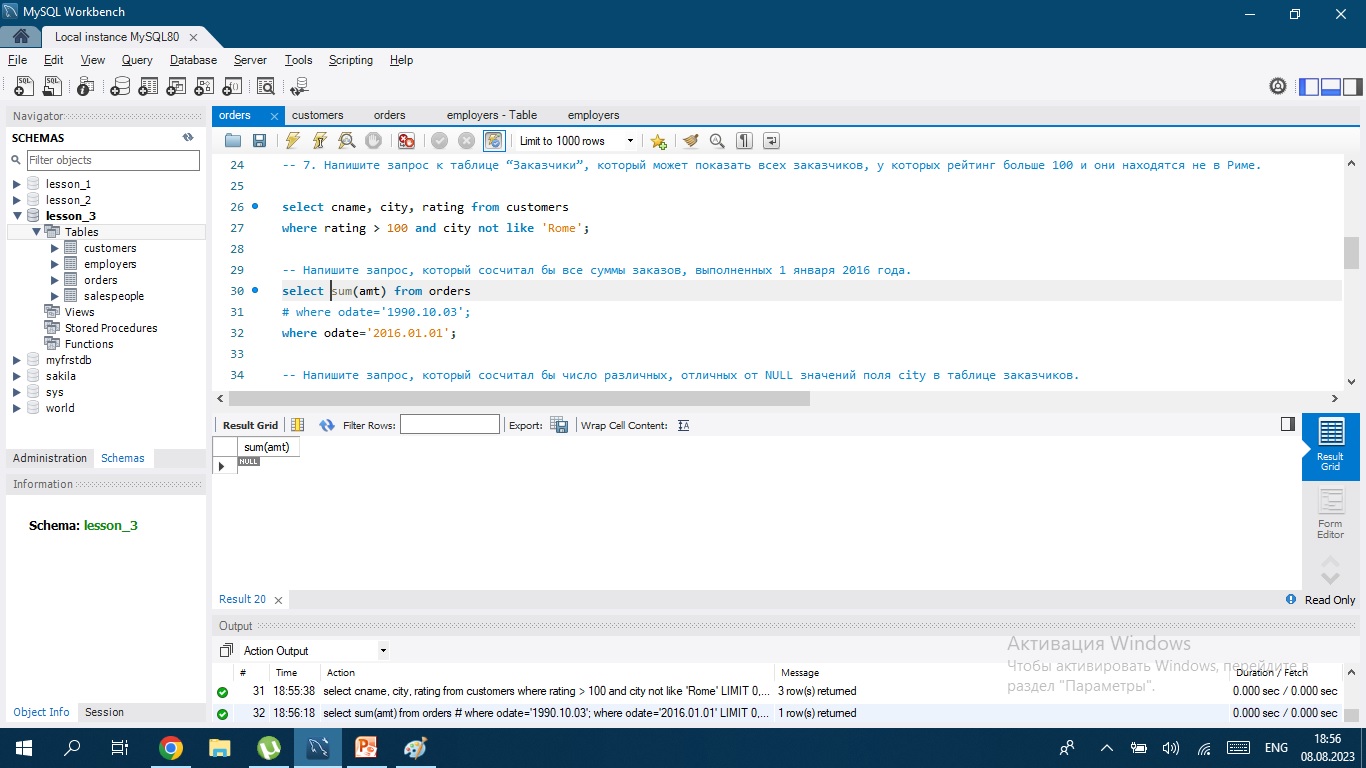 MySQL Workbench
Local instance MySQL80
File Edit View Query Database Server Tools Scripting Help
Navigator
SCHEMAS
Filter objects
lesson_1
lesson_2
lesson_3
Tables
customers
employers
orders
salespeople
Views
Stored Procedures
Functions
myfrstdb
sakila
sys
world
Administration Schemas
Information
Schema: lesson_3
Object Info Session
orders customers orders employers - Table employers
Limit to 1000 rows
24 -- 7. Напишите запрос к таблице “Заказчики”, который может показать всех заказчиков, у которых рейтинг больше 100 и они находятся не в Риме.
25
26 select cname, city, rating from customers
27 where rating > 100 and city not like 'Rome';
28
29 -- Напишите запрос, который сосчитал бы все суммы заказов, выполненных 1 января 2016 года.
30 select sum(amt) from orders
31 # where odate='1990.10.03';
32 where odate='2016.01.01';
33
34 -- Напишите запрос, который сосчитал бы число различных, отличных от NULL значений поля city в таблице заказчиков.
Result Grid Filter Rows: Export: Wrap Cell Content:
sum(amt)
NULL
Result Grid
Form Editor
Result 20
Read Only
Output
Action Output
# Time Action Message Duration / Fetch
31 18:55:38 select cname, city, rating from customers where rating > 100 and city not like 'Rome' LIMIT 0,... 3 row(s) returned 0.000 sec / 0.000 sec
32 18:56:18 select sum(amt) from orders # where odate='1990.10.03'; where odate='2016.01.01' LIMIT 0,... 1 row(s) returned 0.000 sec / 0.000 sec
Активация Windows
Чтобы активировать Windows, перейдите в
раздел "Параметры".
ENG
18:56
08.08.2023